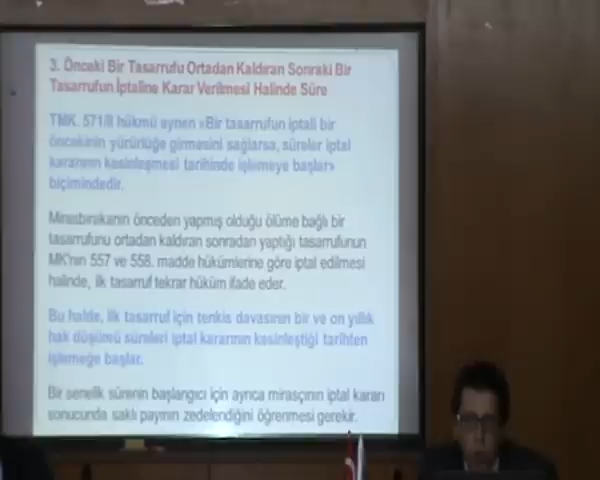 3. Önceki Bir Tasarrufu Ortadan Kaldıran Sonraki Bir
Tasarrufun İptaline Karar Verilmesi Halinde Süre
TMK. 571/II hükmü aynen «Bir tasarrufun iptali bir
öncekinin yürürlüğe girmesini sağlarsa, süreler iptal
kararının kesinleşmesi tarihinde işlemeye başlar»
biçimindedir.
Mirasbırakanın önceden yapmış olduğu ölüme bağlı bir
tasarrufunu ortadan kaldıran sonradan yaptığı tasarrufunun
MK'nın 557 ve 558. madde hükümlerine göre iptal edilmesi
halinde, ilk tasarruf tekrar hüküm ifade eder.
Bu halde, ilk tasarruf için tenkis davasının bir ve on yıllık
hak düşümü süreleri iptal kararının kesinleştiği tarihten
işlemeğe başlar.
Bir senelik sürenin başlangıcı için ayrıca mirasçının iptal kararı
sonucunda saklı payının zedelendiğini öğrenmesi gerekir.